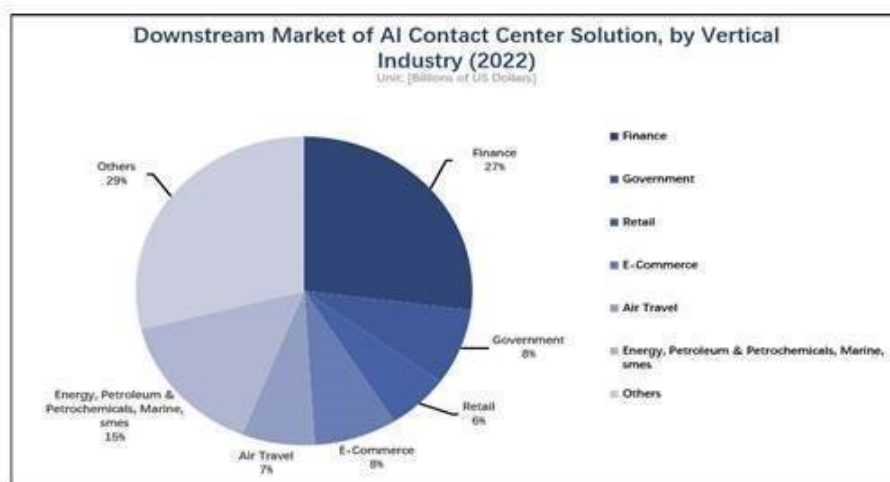 Downstream Market of AI Contact Center Solution, by Vertical
Industry (2022)
Unit: [Billions of US Dollars]
Others
29%
Finance
27%
Government
8%
Retail
6%
E-Commerce
8%
Air Travel
7%
Energy, Petroleum &
Petrochemicals, Marine,
smes
15%
Finance
Government
Retail
E-Commerce
Air Travel
Energy, Petroleum & Petrochemicals, Marine,
smes
Others